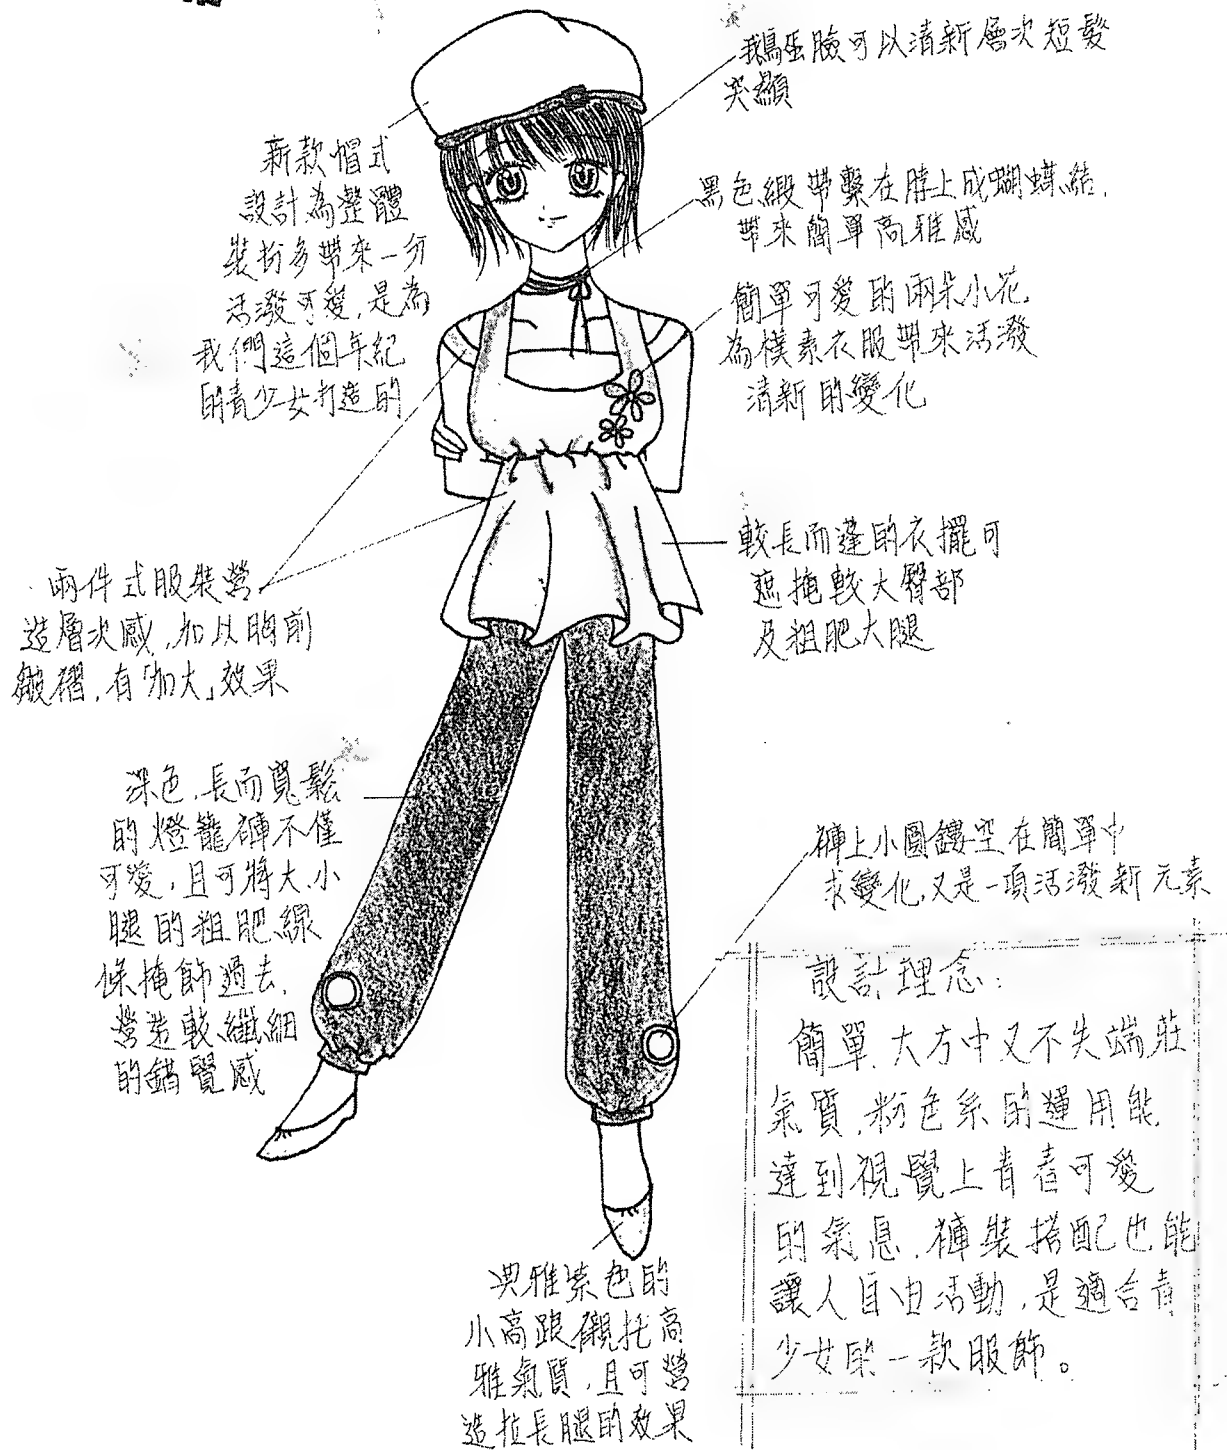 鵝蛋臉可以清新層次短髮
突顯
新款帽式
設計為整體
裝扮多帶來一分
活潑可愛,是為
我們這個年紀
的青少女打造的
黑色緞帶繫在脖上成蝴蝶結,
帶來簡單高雅感
簡單可愛的兩朵小花,
為樸素衣服帶來活潑
清新的變化
兩件式服裝營
造層次感,加以胸前
皺褶,有「加大」效果
較長而蓬的衣擺可
遮掩較大臀部
及粗肥大腿
深色,長而寬鬆
的燈籠褲不僅
可愛,且可將大、小
腿的粗肥線
條掩飾過去,
營造較纖細
的錯覺感
褲上小圓鏤空在簡單中
求變化,又是一項活潑新元素
典雅紫色的
小高跟襯托高
雅氣質,且可營
造拉長腿的效果
設計理念:
簡單、大方中又不失端莊
氣質,粉色系的運用能
達到視覺上青春可愛
的氣息,褲裝搭配也能
讓人自由活動,是適合青
少女的一款服飾。